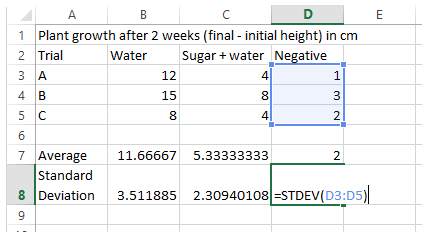 A B C D E
1 Plant growth after 2 weeks (final - initial height) in cm
2 Trial Water Sugar + water Negative
3 A 12 4 1
4 B 15 8 3
5 C 8 4 2
6
7 Average 11.66667 5.33333333 2
Standard
8 Deviation 3.511885 2.30940108 =STDEV(D3:D5)
9